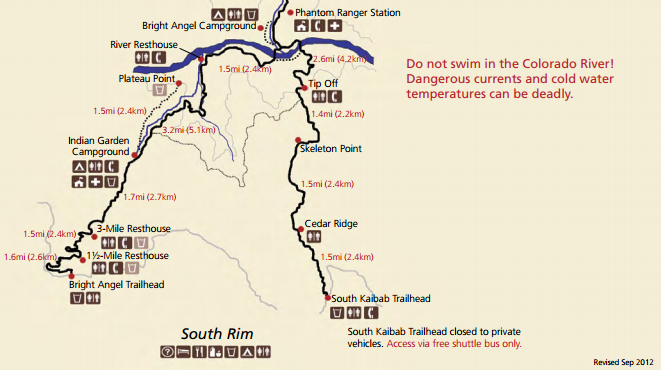 Phantom Ranger Station
Bright Angel Campground
River Resthouse
2.6mi (4.2km)
1.5mi (2.4km)
Plateau Point
Tip Off
Do not swim in the Colorado River!
Dangerous currents and cold water
temperatures can be deadly.
1.5mi (2.4km)
1.4mi (2.2km)
3.2mi (5.1km)
Indian Garden
Campground
Skeleton Point
1.7mi (2.7km)
1.5mi (2.4km)
3-Mile Resthouse
Cedar Ridge
1.5mi (2.4km)
1.6mi (2.6km)
1½-Mile Resthouse
1.5mi (2.4km)
Bright Angel Trailhead
South Kaibab Trailhead
South Rim
South Kaibab Trailhead closed to private
vehicles. Access via free shuttle bus only.
Revised Sep 2012